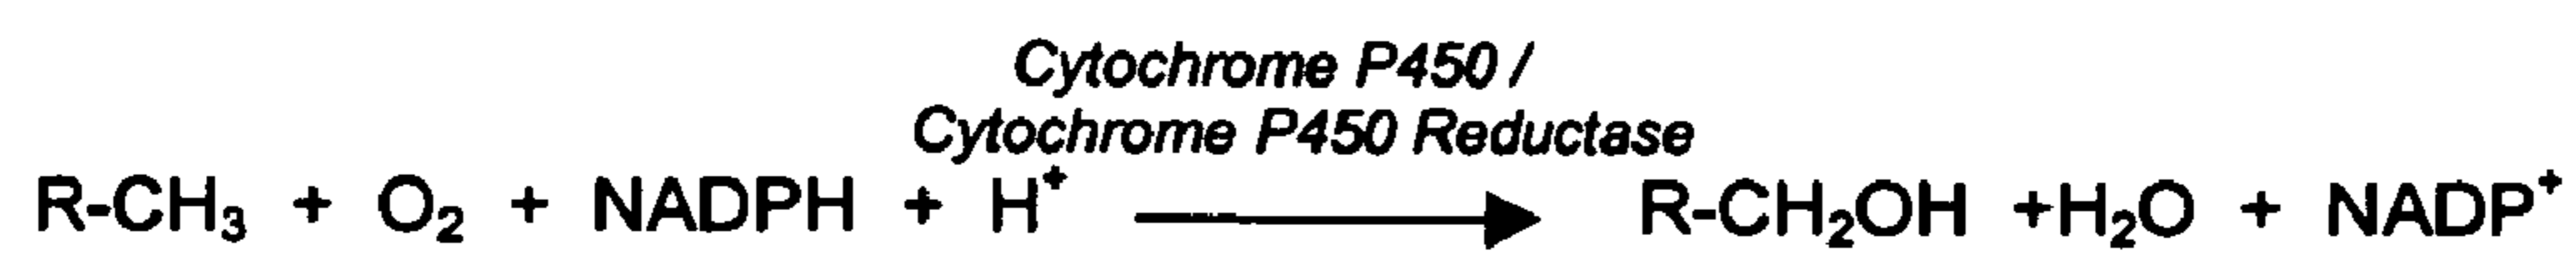 Cytochrome P450 /
Cytochrome P450 Reductase
R-CH₃ + O₂ + NADPH + H⁺ R-CH₂OH +H₂O + NADP⁺